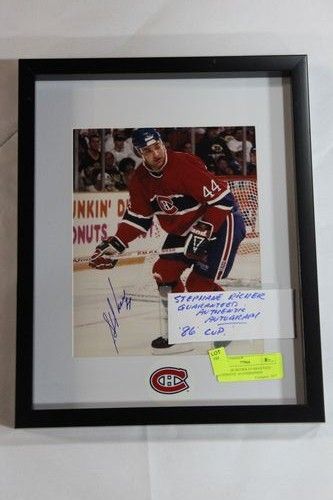 UNKIN' D
ONUTS
44
STEPHANE RICHER
GUARANTEED
AUTHENTIC
AUTOGRAPH
'86 CUP
LOT